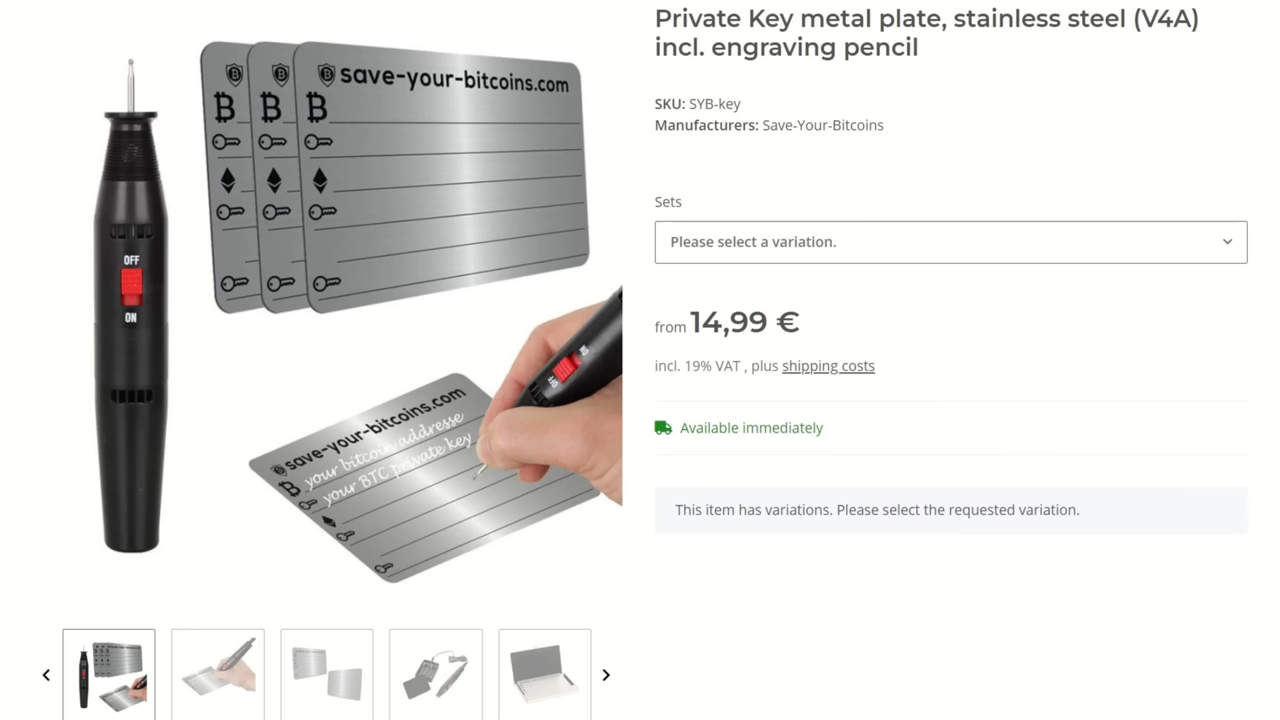 save-your-bitcoins.com
OFF
ON
save-your-bitcoins.com
your bitcoin addresse
your BTC private key
ON
OFF
Private Key metal plate, stainless steel (V4A)
incl. engraving pencil
SKU: SYB-key
Manufacturers: Save-Your-Bitcoins
Sets
Please select a variation.
from 14,99 €
incl. 19% VAT , plus shipping costs
Available immediately
This item has variations. Please select the requested variation.